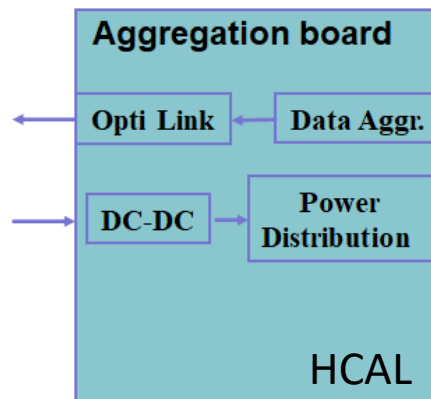 Aggregation board
Opti Link
Data Aggr.
DC-DC
Power
Distribution
HCAL